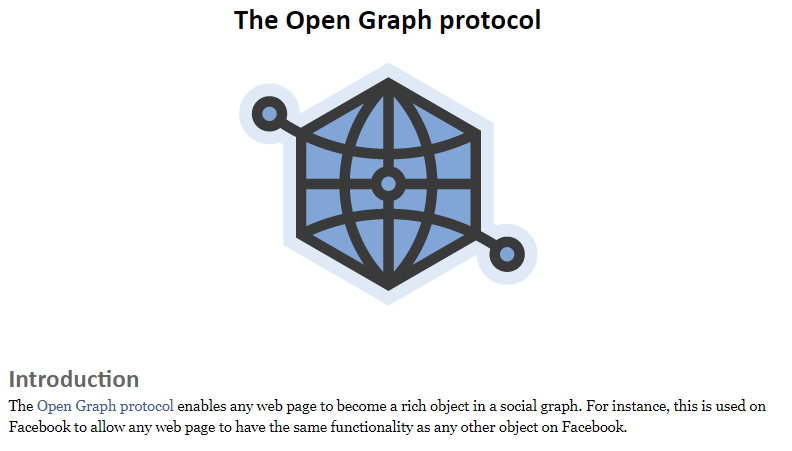 The Open Graph protocol
Introduction
The Open Graph protocol enables any web page to become a rich object in a social graph. For instance, this is used on
Facebook to allow any web page to have the same functionality as any other object on Facebook.